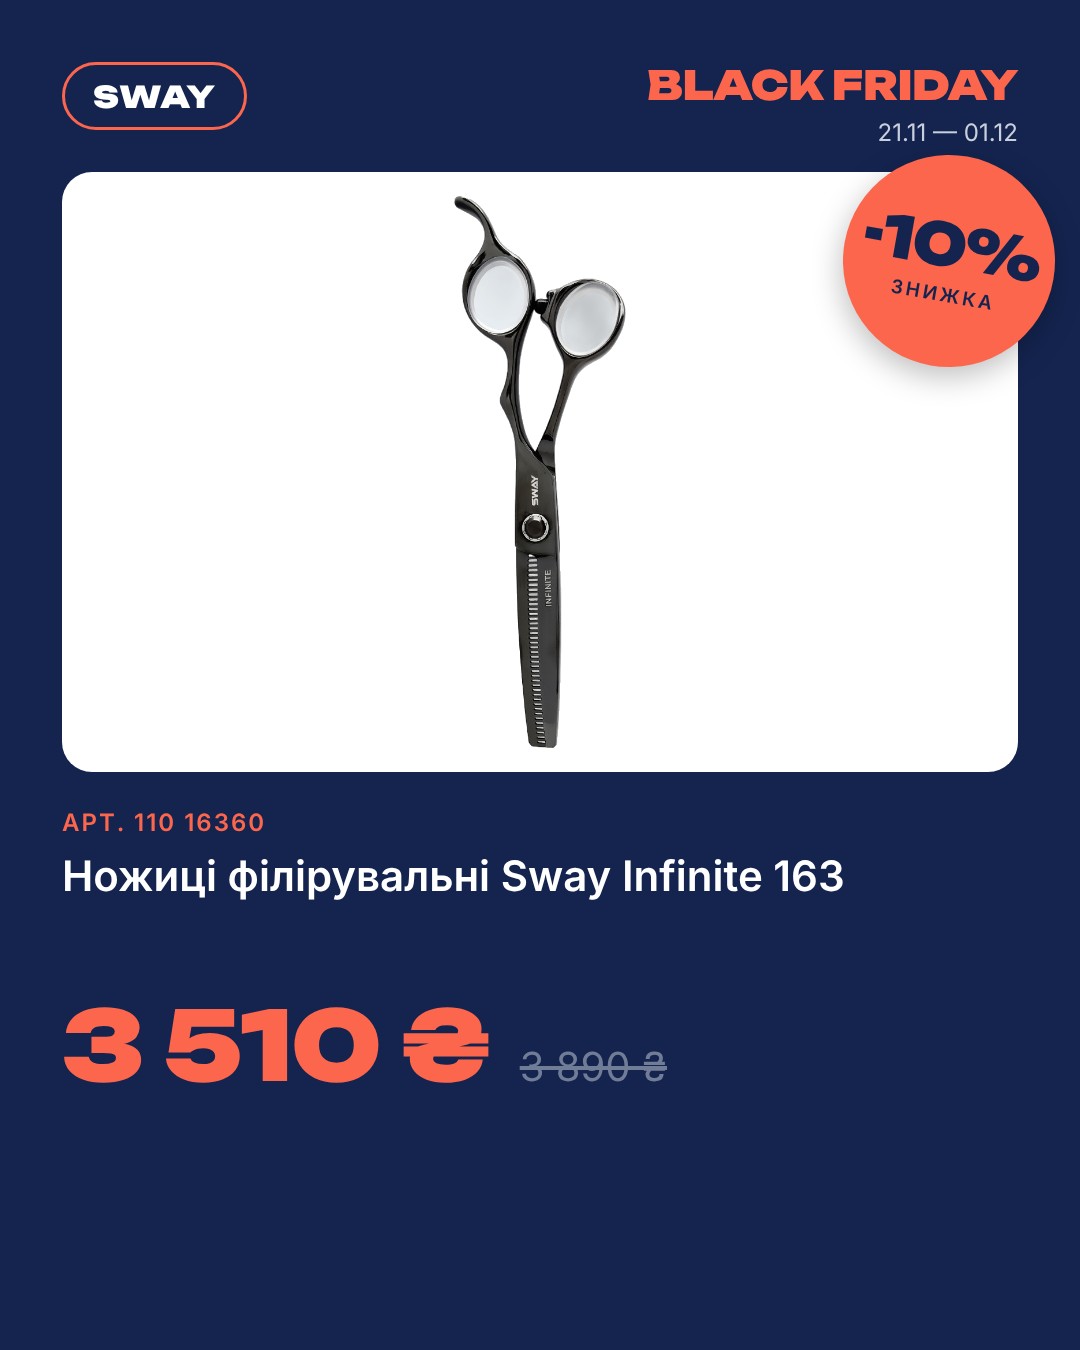 SWAY
BLACK FRIDAY
21.11 — 01.12
-10%
ЗНИЖКА
SWAY
INFINITE
АРТ. 110 16360
Ножиці філірувальні Sway Infinite 163
3 510 ₴
3 890 ₴